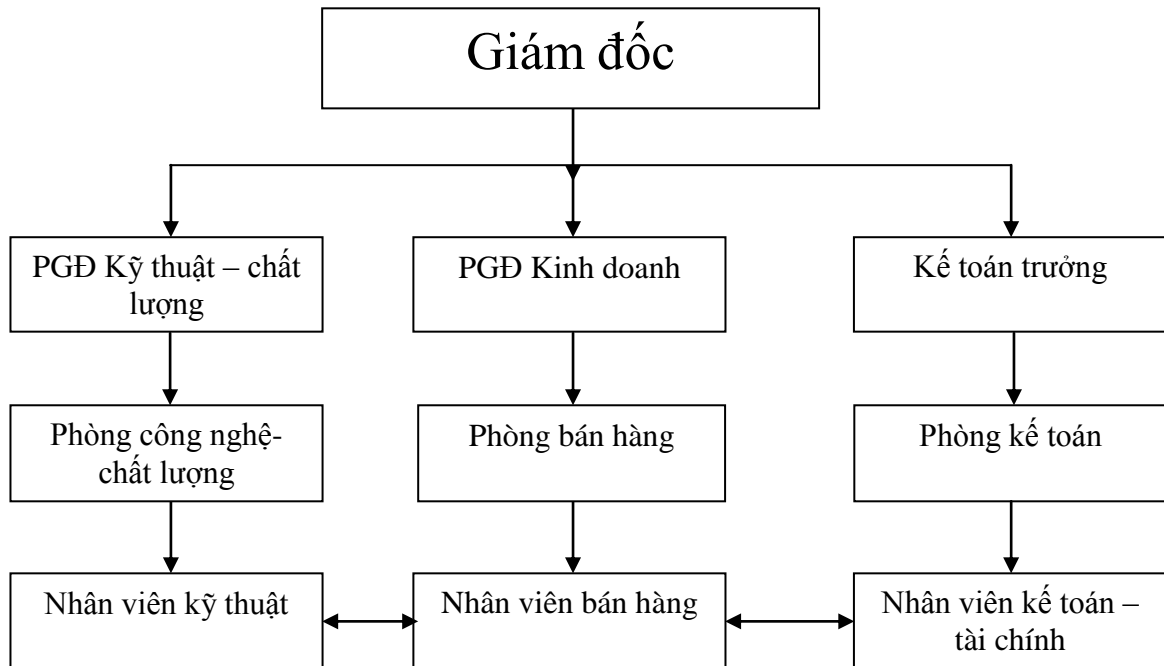 Giám đốc
PGĐ Kỹ thuật – chất
lượng
PGĐ Kinh doanh
Kế toán trưởng
Phòng công nghệ-
chất lượng
Phòng bán hàng
Phòng kế toán
Nhân viên kỹ thuật
Nhân viên bán hàng
Nhân viên kế toán –
tài chính